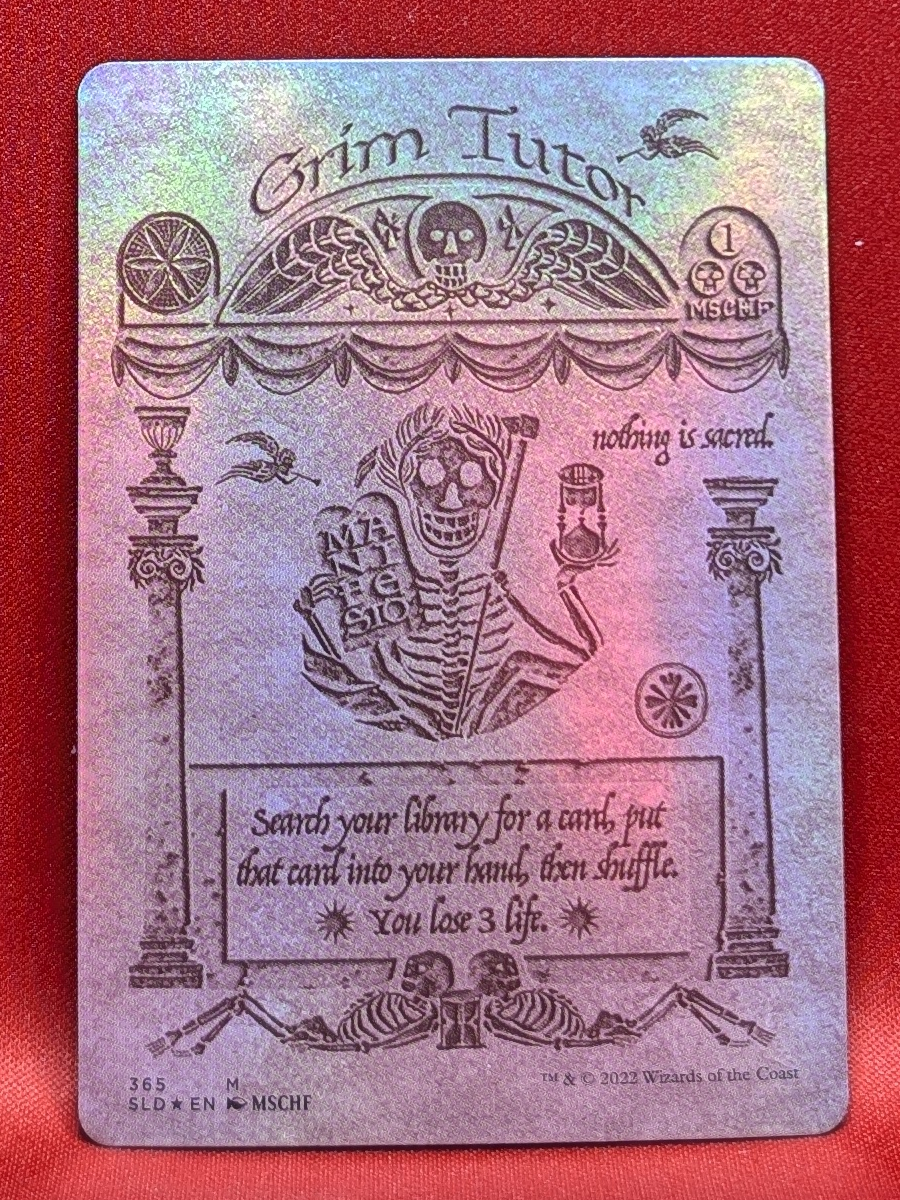 Grim Tutor
1
MSCHF
nothing is sacred.
MA
NI
FE
STO
Search your library for a card, put
that card into your hand, then shuffle.
You lose 3 life.
365 M
SLD★EN MSCHF
™ & © 2022 Wizards of the Coast